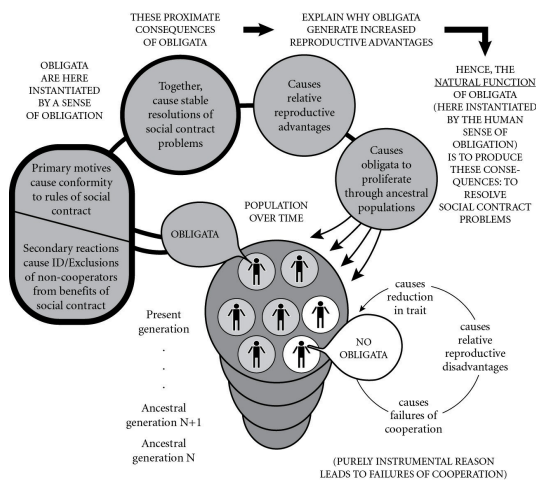 THESE PROXIMATE
CONSEQUENCES
OF OBLIGATA
EXPLAIN WHY OBLIGATA
GENERATE INCREASED
REPRODUCTIVE ADVANTAGES
OBLIGATA
ARE HERE
INSTANTIATED
BY A SENSE
OF OBLIGATION
Together,
cause stable
resolutions of
social contract
problems
Causes
relative
reproductive
advantages
HENCE, THE
NATURAL FUNCTION
OF OBLIGATA
(HERE INSTANTIATED
BY THE HUMAN
SENSE OF
OBLIGATION)
IS TO PRODUCE
THESE CONSE-
QUENCES: TO
RESOLVE
SOCIAL CONTRACT
PROBLEMS
Primary motives
cause conformity
to rules of social
contract
Secondary reactions
cause ID/Exclusions
of non-cooperators
from benefits of
social contract
Causes
obligata to
proliferate
through ancestral
populations
POPULATION
OVER TIME
OBLIGATA
Present
generation
.
.
.
Ancestral
generation N+1
Ancestral
generation N
NO
OBLIGATA
causes
reduction
in trait
causes
relative
reproductive
disadvantages
causes
failures of
cooperation
(PURELY INSTRUMENTAL REASON
LEADS TO FAILURES OF COOPERATION)